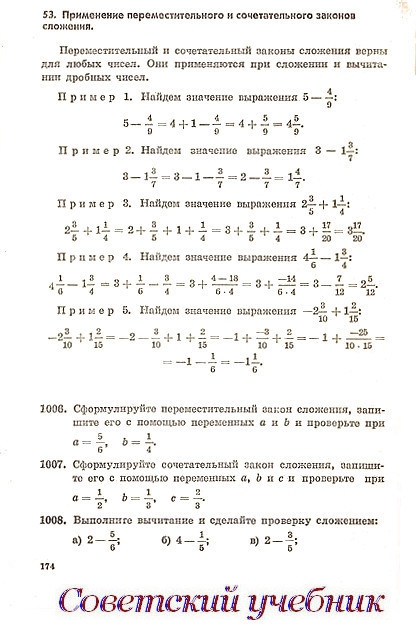 53. Применение переместительного и сочетательного законов
сложения.
Переместительный и сочетательный законы сложения верны
для любых чисел. Они применяются при сложении и вычита-
нии дробных чисел.
Пример 1. Найдем значение выражения 5 — 4/9:
5 — 4/9 = 4 + 1 — 4/9 = 4 + 5/9 = 4 5/9.
Пример 2. Найдем значение выражения 3 — 1 3/7:
3 — 1 3/7 = 3 — 1 — 3/7 = 2 — 3/7 = 1 4/7.
Пример 3. Найдем значение выражения 2 3/5 + 1 1/4:
2 3/5 + 1 1/4 = 2 + 3/5 + 1 + 1/4 = 3 + 3/5 + 1/4 = 3 + 17/20 = 3 17/20.
Пример 4. Найдем значение выражения 4 1/6 — 1 3/4:
4 1/6 — 1 3/4 = 3 + 1/6 — 3/4 = 3 + 4 — 18/6 · 4 = 3 + —14/6 · 4 = 3 — 7/12 = 2 5/12.
Пример 5. Найдем значение выражения —2 3/10 + 1 2/15:
—2 3/10 + 1 2/15 = —2 — 3/10 + 1 + 2/15 = —1 + —3/10 + 2/15 = —1 + —25/10 · 15 =
= —1 — 1/6 = —1 1/6.
1006. Сформулируйте переместительный закон сложения, запи-
шите его с помощью переменных a и b и проверьте при
a = 5/6, b = 1/4.
1007. Сформулируйте сочетательный закон сложения, запиши-
те его с помощью переменных a, b и c и проверьте при
a = 1/2, b = 1/3, c = 2/3.
1008. Выполните вычитание и сделайте проверку сложением:
а) 2 — 5/6; б) 4 — 1/5; в) 2 — 3/8;
174
Советский учебник